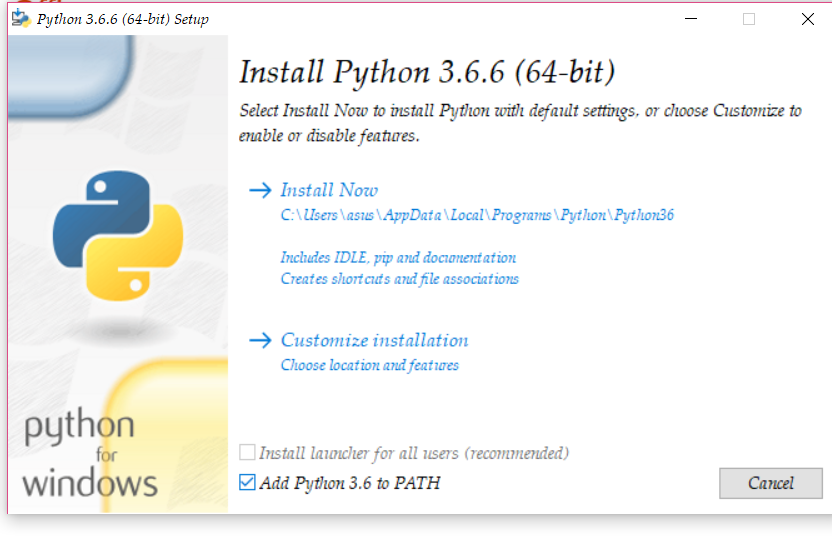 Python 3.6.6 (64-bit) Setup
Install Python 3.6.6 (64-bit)
Select Install Now to install Python with default settings, or choose Customize to
enable or disable features.
Install Now
C:\Users\asus\AppData\Local\Programs\Python\Python36
Includes IDLE, pip and documentation
Creates shortcuts and file associations
Customize installation
Choose location and features
python
for
windows
Install launcher for all users (recommended)
Add Python 3.6 to PATH
Cancel